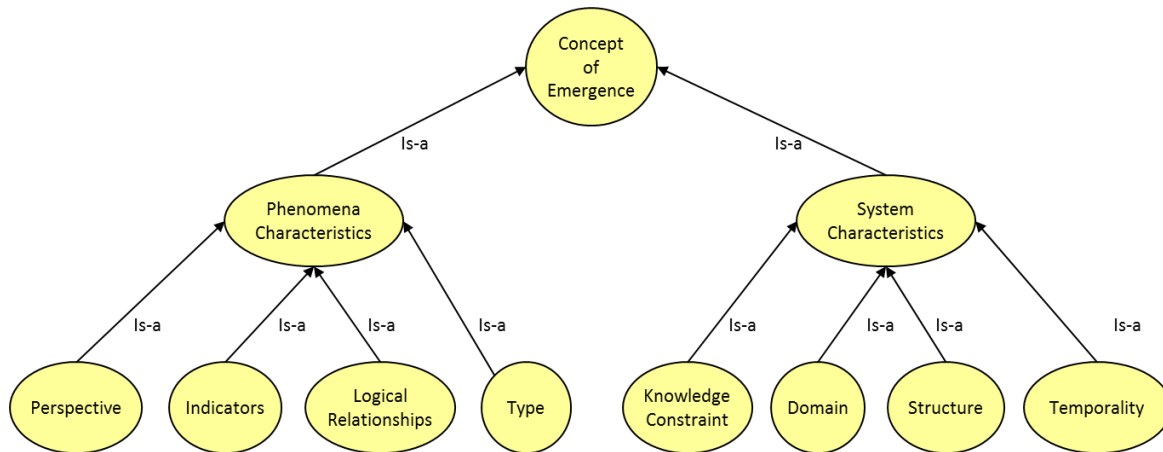 Concept
of
Emergence
Is-a
Is-a
Phenomena
Characteristics
System
Characteristics
Is-a
Is-a
Is-a
Is-a
Is-a
Is-a
Is-a
Is-a
Perspective
Indicators
Logical
Relationships
Type
Knowledge
Constraint
Domain
Structure
Temporality